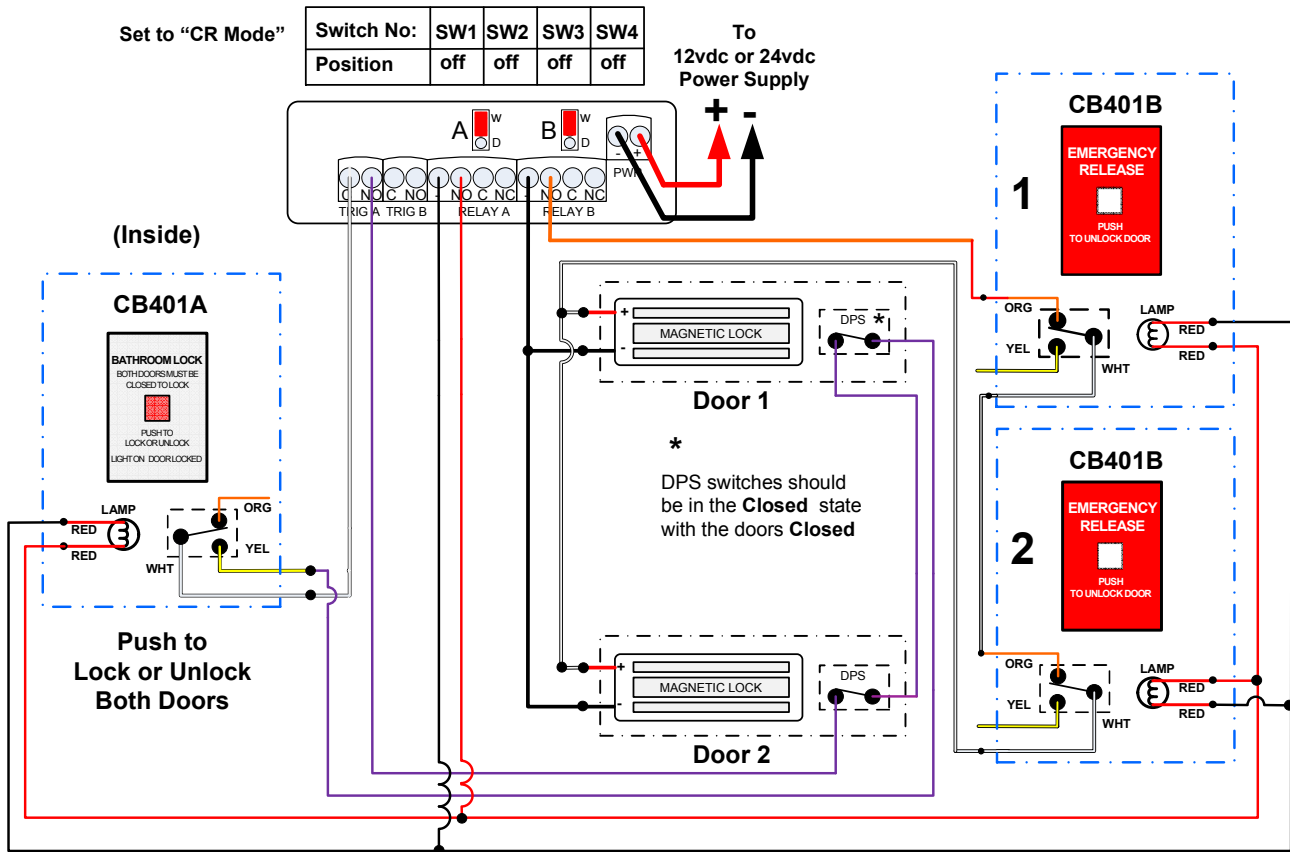 Set to “CR Mode”
Switch No: SW1 SW2 SW3 SW4
Position off off off off
To
12vdc or 24vdc
Power Supply
+ -
A W D
B W D
- +
PWR
C NO C NO - NO C NC - NO C NC
TRIG A TRIG B RELAY A RELAY B
(Inside)
CB401A
BATHROOM LOCK
BOTH DOORS MUST BE
CLOSED TO LOCK
PUSH TO
LOCK OR UNLOCK
LIGHT ON DOOR LOCKED
LAMP
RED
RED
ORG
YEL
WHT
Push to
Lock or Unlock
Both Doors
+
MAGNETIC LOCK
-
DPS *
Door 1
*
DPS switches should
be in the Closed state
with the doors Closed
+
MAGNETIC LOCK
-
DPS
Door 2
CB401B
1
EMERGENCY
RELEASE
PUSH
TO UNLOCK DOOR
ORG
YEL
WHT
LAMP
RED
RED
CB401B
2
EMERGENCY
RELEASE
PUSH
TO UNLOCK DOOR
ORG
YEL
WHT
LAMP
RED
RED